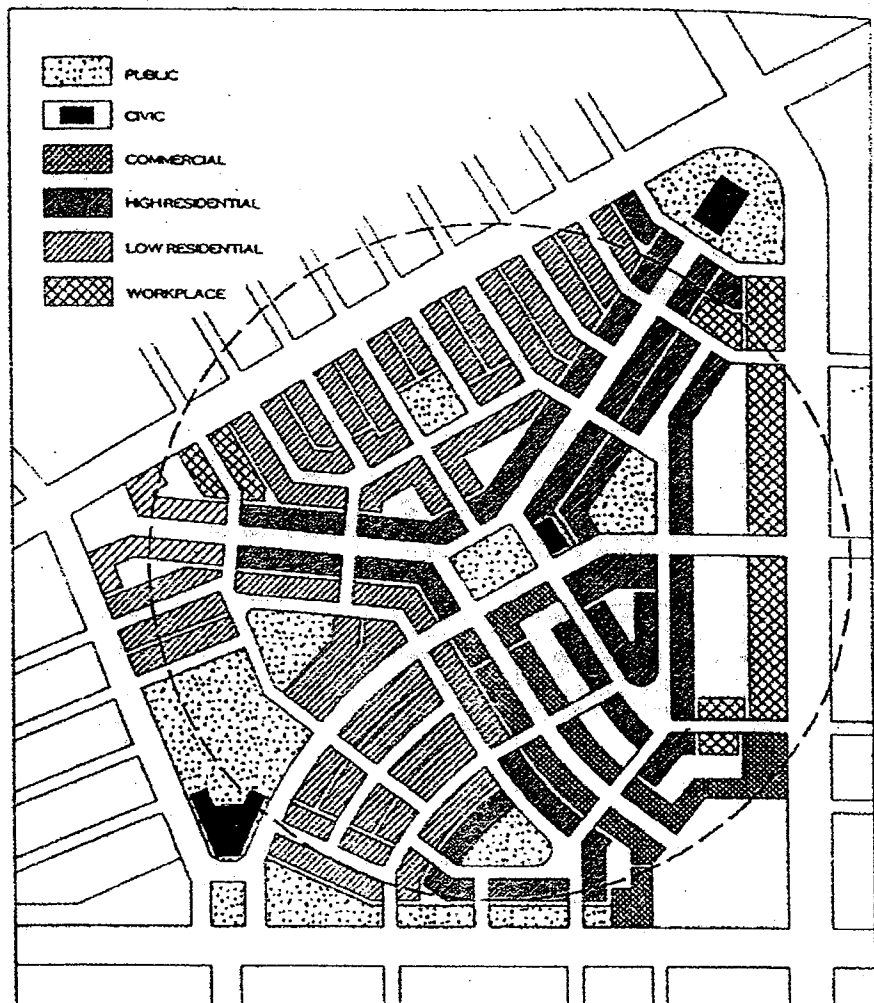 PUBLIC
CIVIC
COMMERCIAL
HIGH RESIDENTIAL
LOW RESIDENTIAL
WORKPLACE